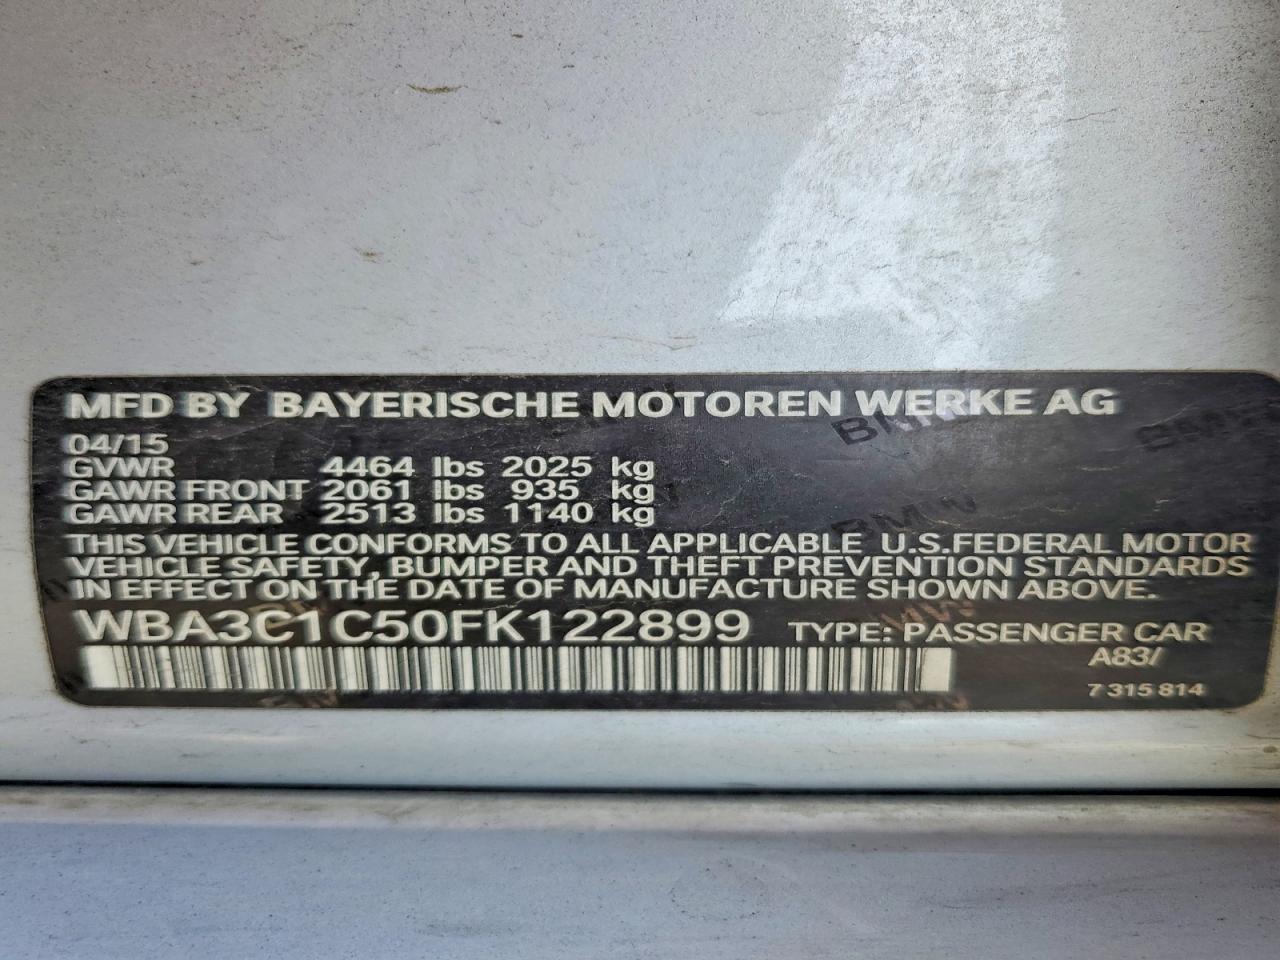 MFD BY BAYERISCHE MOTOREN WERKE AG
04/15
GVWR 4464 lbs 2025 kg
GAWR FRONT 2061 lbs 935 kg
GAWR REAR 2513 lbs 1140 kg
THIS VEHICLE CONFORMS TO ALL APPLICABLE U.S.FEDERAL MOTOR
VEHICLE SAFETY, BUMPER AND THEFT PREVENTION STANDARDS
IN EFFECT ON THE DATE OF MANUFACTURE SHOWN ABOVE.
WBA3C1C50FK122899 TYPE: PASSENGER CAR
A83/
7 315 814